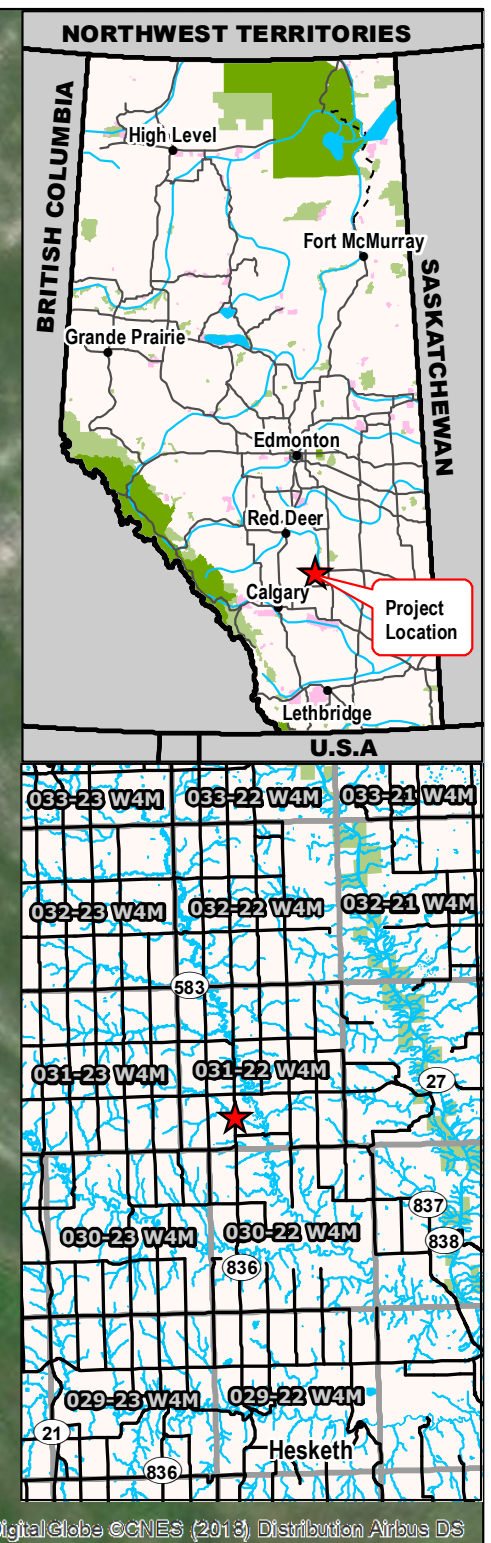 NORTHWEST TERRITORIES
BRITISH COLUMBIA
High Level
Fort McMurray
SASKATCHEWAN
Grande Prairie
Edmonton
Red Deer
Calgary
Project
Location
Lethbridge
U.S.A
033-23 W4M
033-22 W4M
033-21 W4M
032-23 W4M
032-22 W4M
032-21 W4M
583
031-23 W4M
031-22 W4M
27
837
030-23 W4M
030-22 W4M
838
836
029-23 W4M
029-22 W4M
21
Hesketh
836
DigitalGlobe ©CNES (2018) Distribution Airbus DS